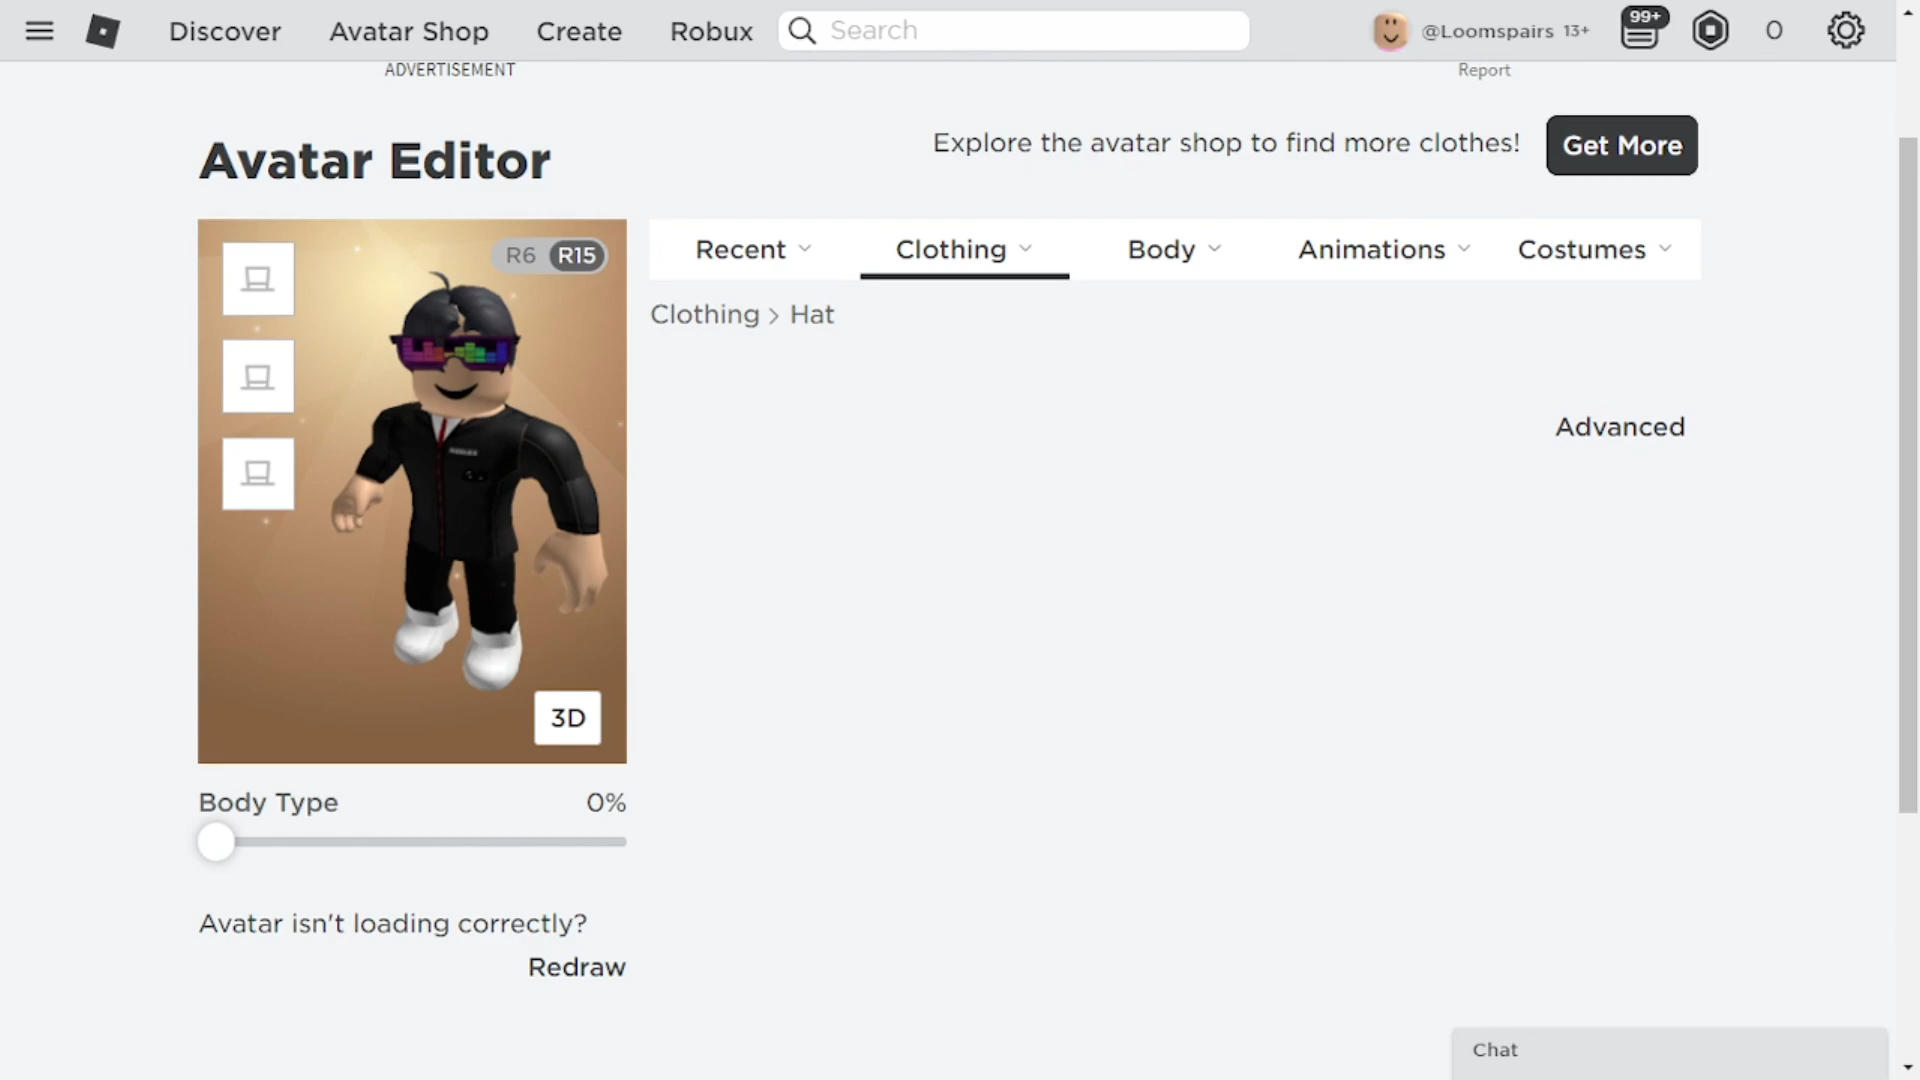 Discover
Avatar Shop
Create
Robux
Search
@Loomspairs 13+
99+
0
ADVERTISEMENT
Report
Avatar Editor
Explore the avatar shop to find more clothes!
Get More
R6 R15
Recent
Clothing
Body
Animations
Costumes
Clothing > Hat
Advanced
3D
Body Type 0%
Avatar isn't loading correctly?
Redraw
Chat